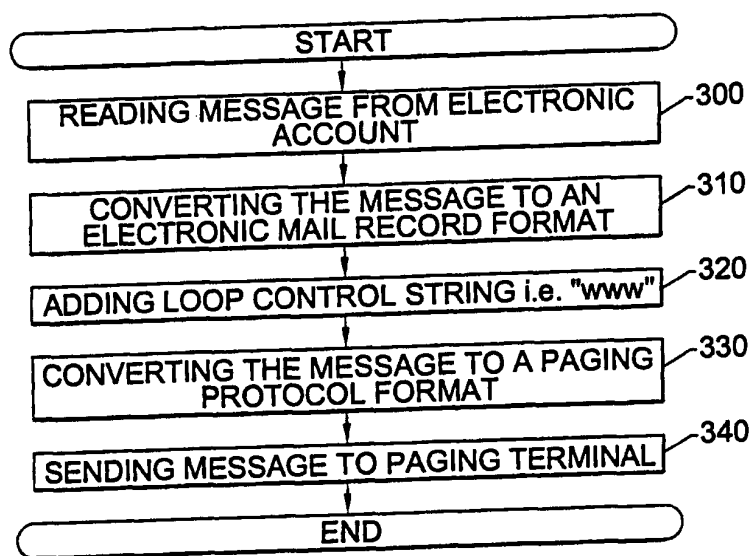 START
READING MESSAGE FROM ELECTRONIC
ACCOUNT
300
CONVERTING THE MESSAGE TO AN
ELECTRONIC MAIL RECORD FORMAT
310
ADDING LOOP CONTROL STRING i.e. "www"
320
CONVERTING THE MESSAGE TO A PAGING
PROTOCOL FORMAT
330
SENDING MESSAGE TO PAGING TERMINAL
340
END